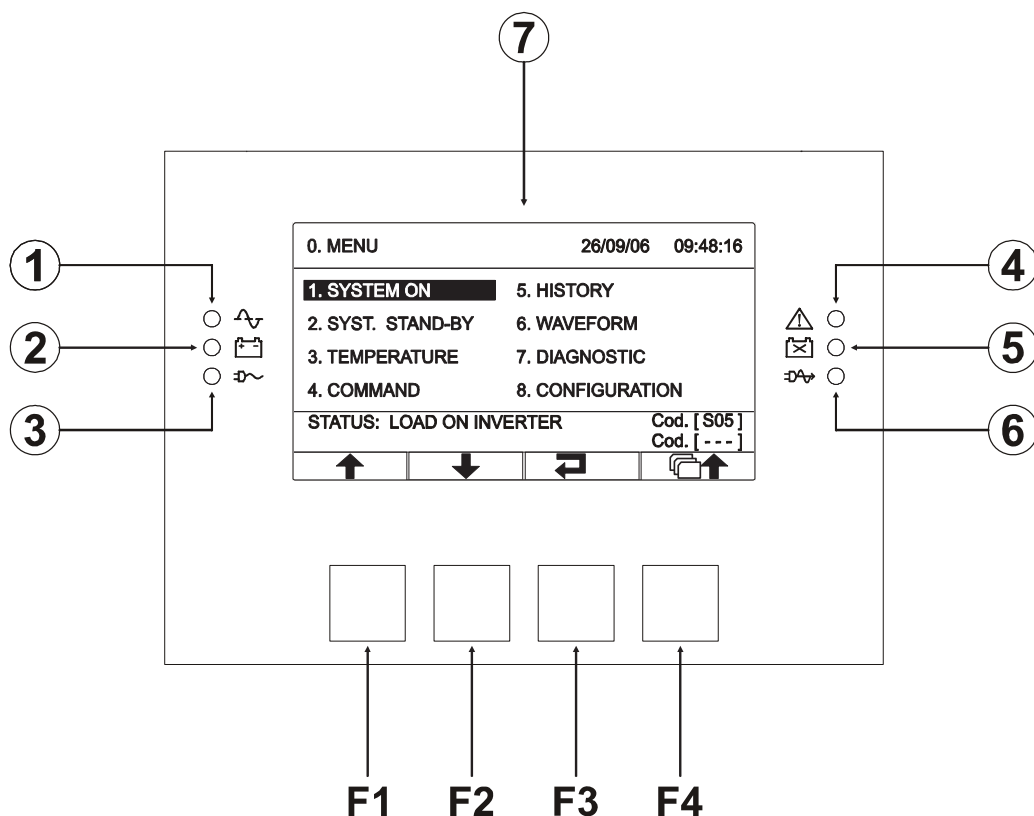 7
0. MENU 26/09/06 09:48:16
1. SYSTEM ON 5. HISTORY
2. SYST. STAND-BY 6. WAVEFORM
3. TEMPERATURE 7. DIAGNOSTIC
4. COMMAND 8. CONFIGURATION
STATUS: LOAD ON INVERTER Cod. [ S05 ]
Cod. [ - - - ]
1
2
3
4
5
6
F1 F2 F3 F4